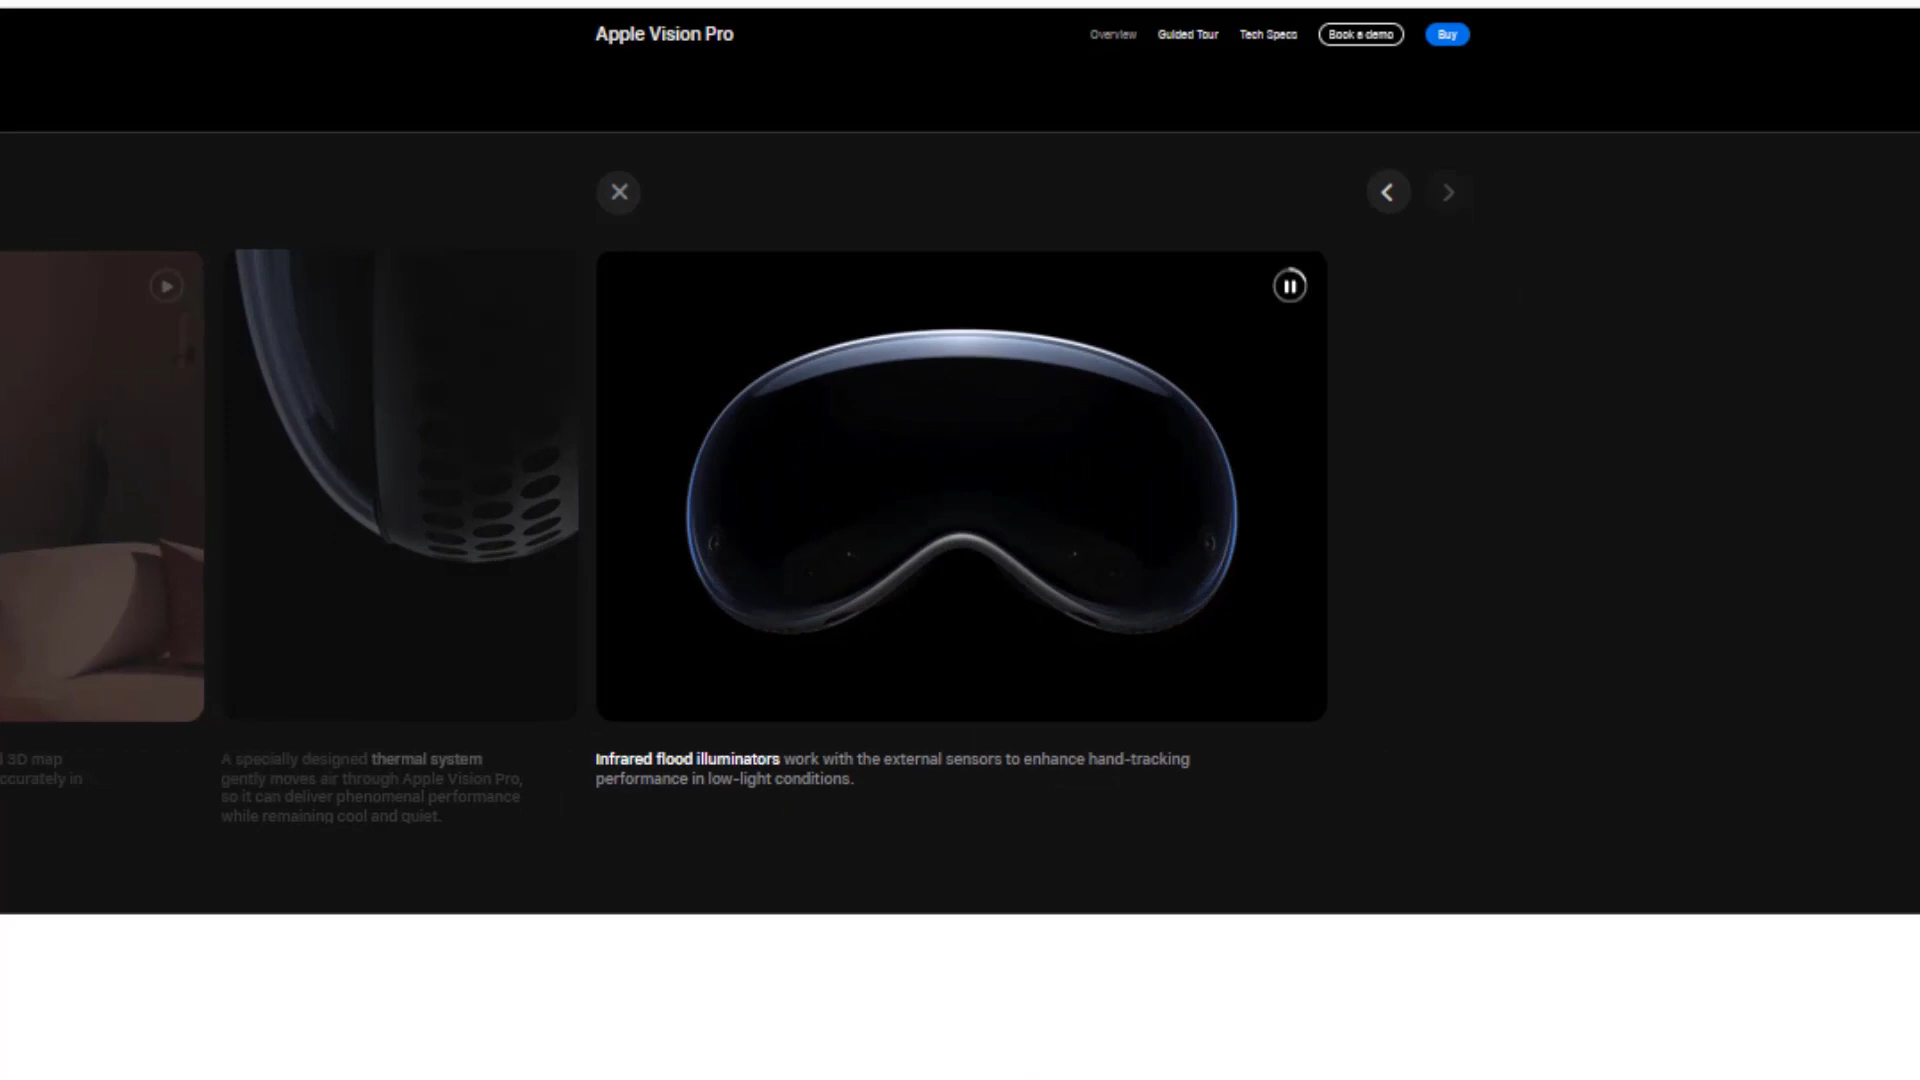 Apple Vision Pro
Overview
Guided Tour
Tech Specs
Book a demo
Buy
3D map
ccurately in
A specially designed thermal system
gently moves air through Apple Vision Pro,
so it can deliver phenomenal performance
while remaining cool and quiet.
Infrared flood illuminators work with the external sensors to enhance hand-tracking
performance in low-light conditions.